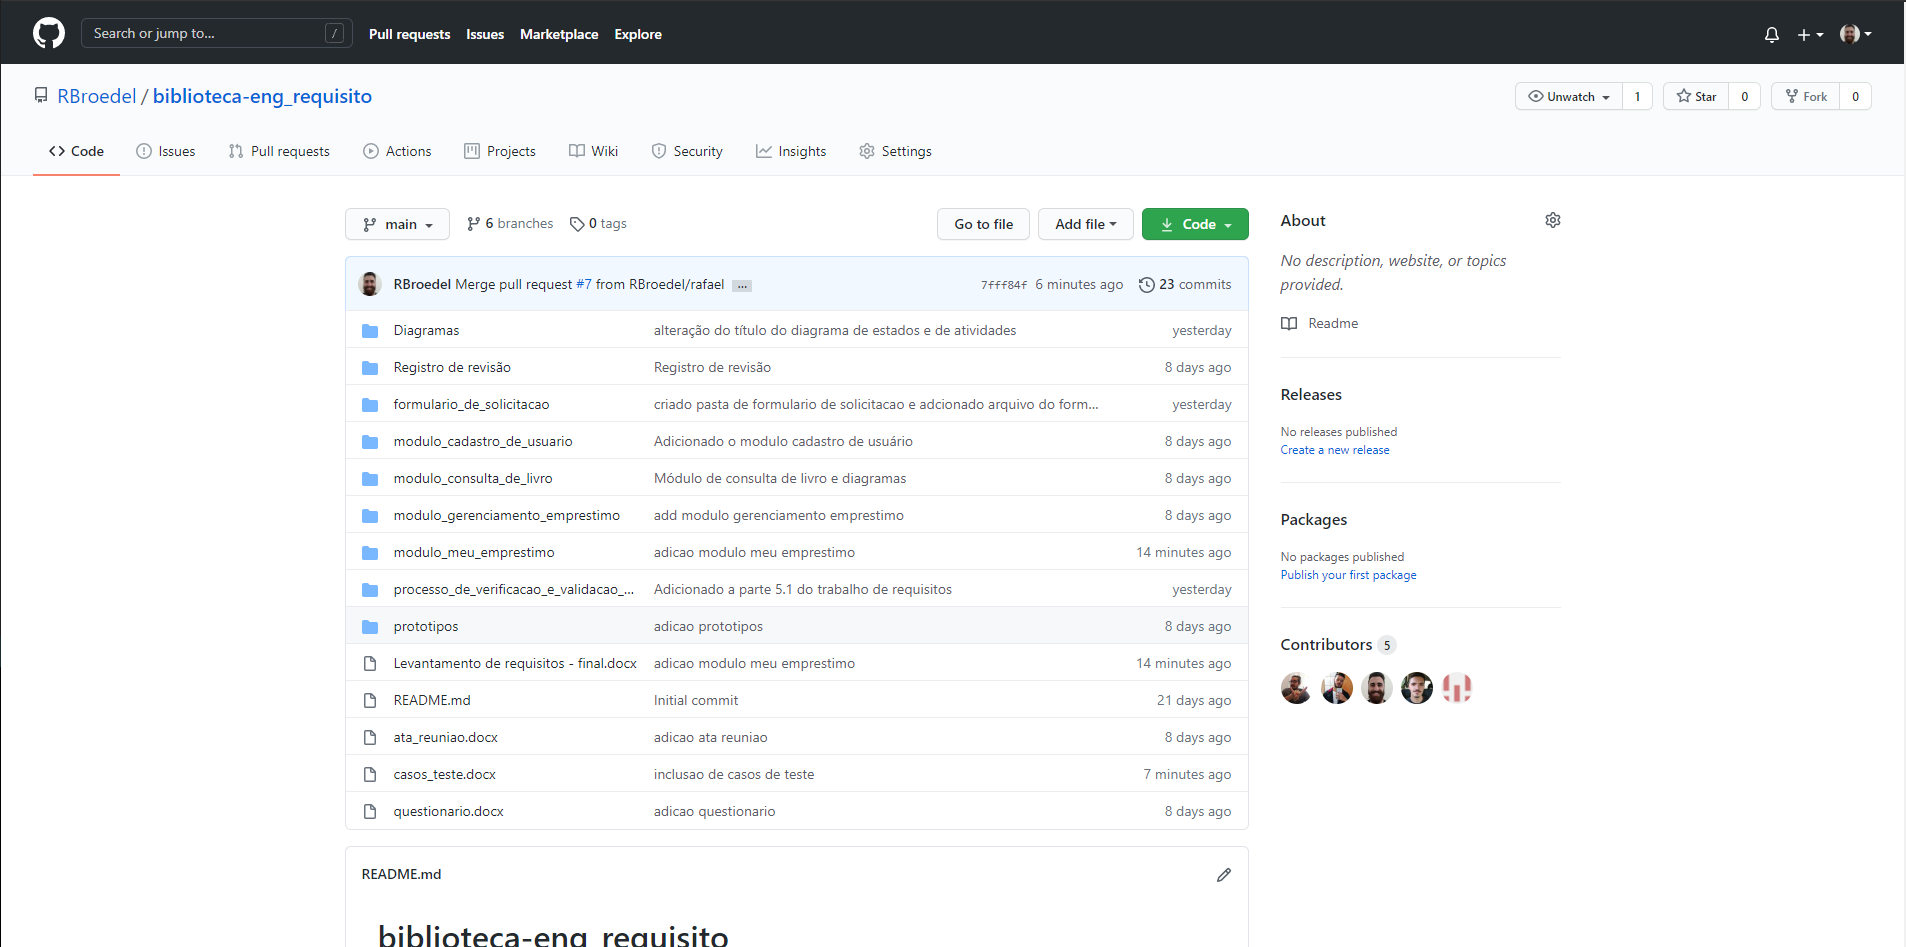 Search or jump to... /
Pull requests Issues Marketplace Explore
RBroedel / biblioteca-eng_requisito
Unwatch 1 Star 0 Fork 0
Code Issues Pull requests Actions Projects Wiki Security Insights Settings
main 6 branches 0 tags Go to file Add file Code
RBroedel Merge pull request #7 from RBroedel/rafael ... 7fff84f 6 minutes ago 23 commits
Diagramas alteração do título do diagrama de estados e de atividades yesterday
Registro de revisão Registro de revisão 8 days ago
formulario_de_solicitacao criado pasta de formulario de solicitacao e adcionado arquivo do form... yesterday
modulo_cadastro_de_usuario Adicionado o modulo cadastro de usuário 8 days ago
modulo_consulta_de_livro Módulo de consulta de livro e diagramas 8 days ago
modulo_gerenciamento_emprestimo add modulo gerenciamento emprestimo 8 days ago
modulo_meu_emprestimo adicao modulo meu emprestimo 14 minutes ago
processo_de_verificacao_e_validacao_... Adicionado a parte 5.1 do trabalho de requisitos yesterday
prototipos adicao prototipos 8 days ago
Levantamento de requisitos - final.docx adicao modulo meu emprestimo 14 minutes ago
README.md Initial commit 21 days ago
ata_reuniao.docx adicao ata reuniao 8 days ago
casos_teste.docx inclusao de casos de teste 7 minutes ago
questionario.docx adicao questionario 8 days ago
README.md
biblioteca-eng_requisito
About
No description, website, or topics
provided.
Readme
Releases
No releases published
Create a new release
Packages
No packages published
Publish your first package
Contributors 5